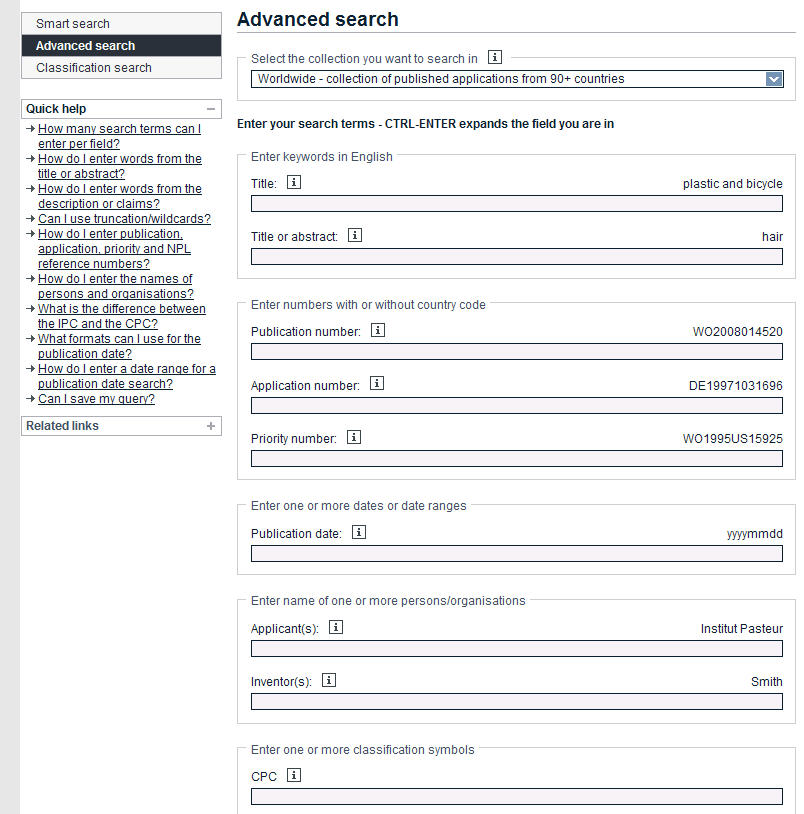 Smart search
Advanced search
Classification search
Quick help
How many search terms can I
enter per field?
How do I enter words from the
title or abstract?
How do I enter words from the
description or claims?
Can I use truncation/wildcards?
How do I enter publication,
application, priority and NPL
reference numbers?
How do I enter the names of
persons and organisations?
What is the difference between
the IPC and the CPC?
What formats can I use for the
publication date?
How do I enter a date range for a
publication date search?
Can I save my query?
Related links
Advanced search
Select the collection you want to search in
Worldwide - collection of published applications from 90+ countries
Enter your search terms - CTRL-ENTER expands the field you are in
Enter keywords in English
Title: plastic and bicycle
Title or abstract: hair
Enter numbers with or without country code
Publication number: WO2008014520
Application number: DE19971031696
Priority number: WO1995US15925
Enter one or more dates or date ranges
Publication date: yyyymmdd
Enter name of one or more persons/organisations
Applicant(s): Institut Pasteur
Inventor(s): Smith
Enter one or more classification symbols
CPC